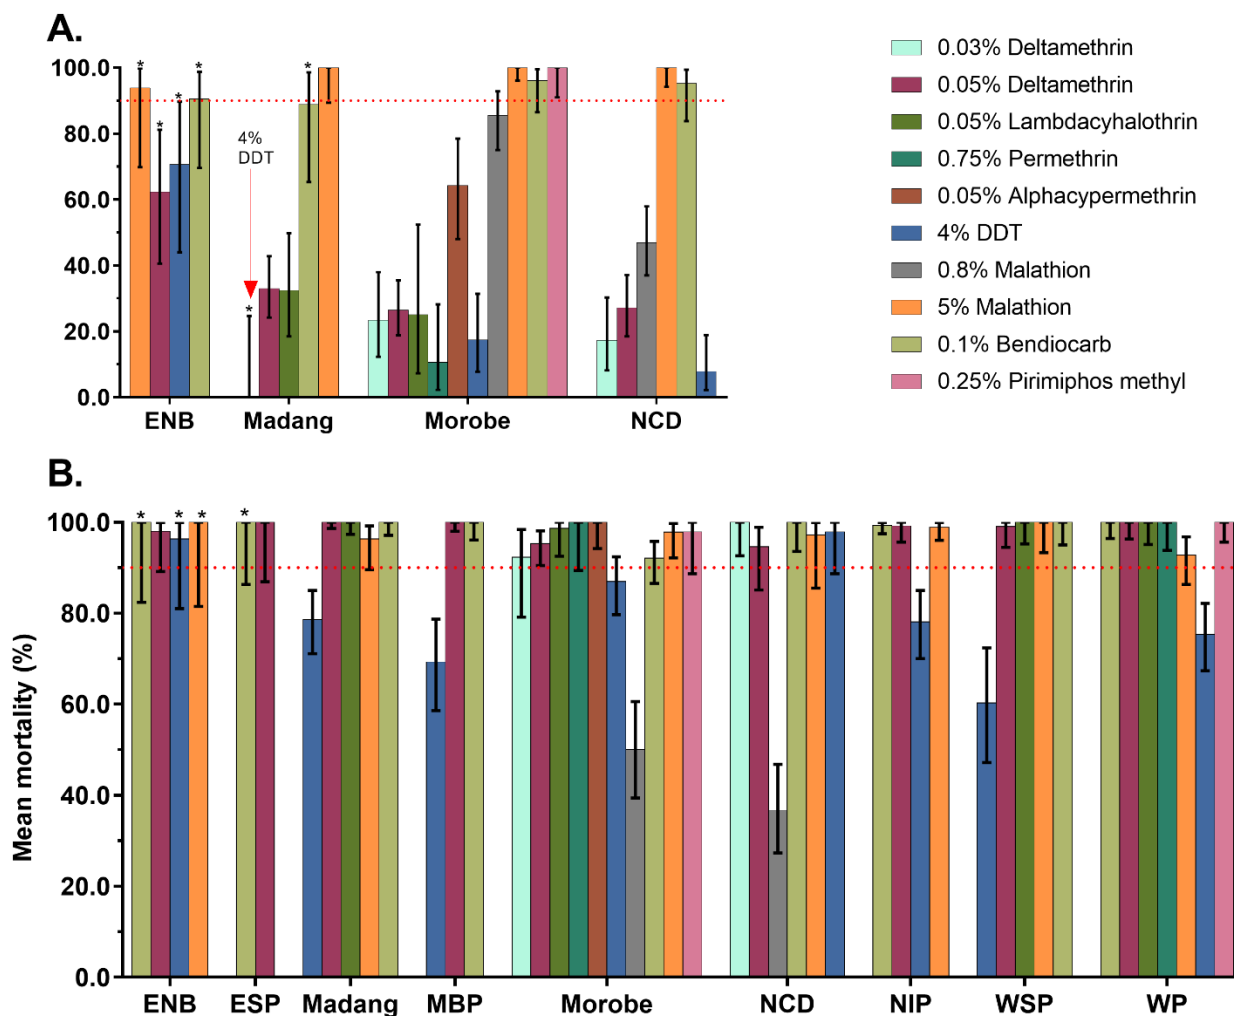 A.
100.0
80.0
60.0
40.0
20.0
0.0
*
*
*
*
4%
DDT
*
*
ENB
Madang
Morobe
NCD
0.03% Deltamethrin
0.05% Deltamethrin
0.05% Lambdacyhalothrin
0.75% Permethrin
0.05% Alphacypermethrin
4% DDT
0.8% Malathion
5% Malathion
0.1% Bendiocarb
0.25% Pirimiphos methyl
B.
Mean mortality (%)
100.0
80.0
60.0
40.0
20.0
0.0
*
*
*
*
ENB
ESP
Madang
MBP
Morobe
NCD
NIP
WSP
WP